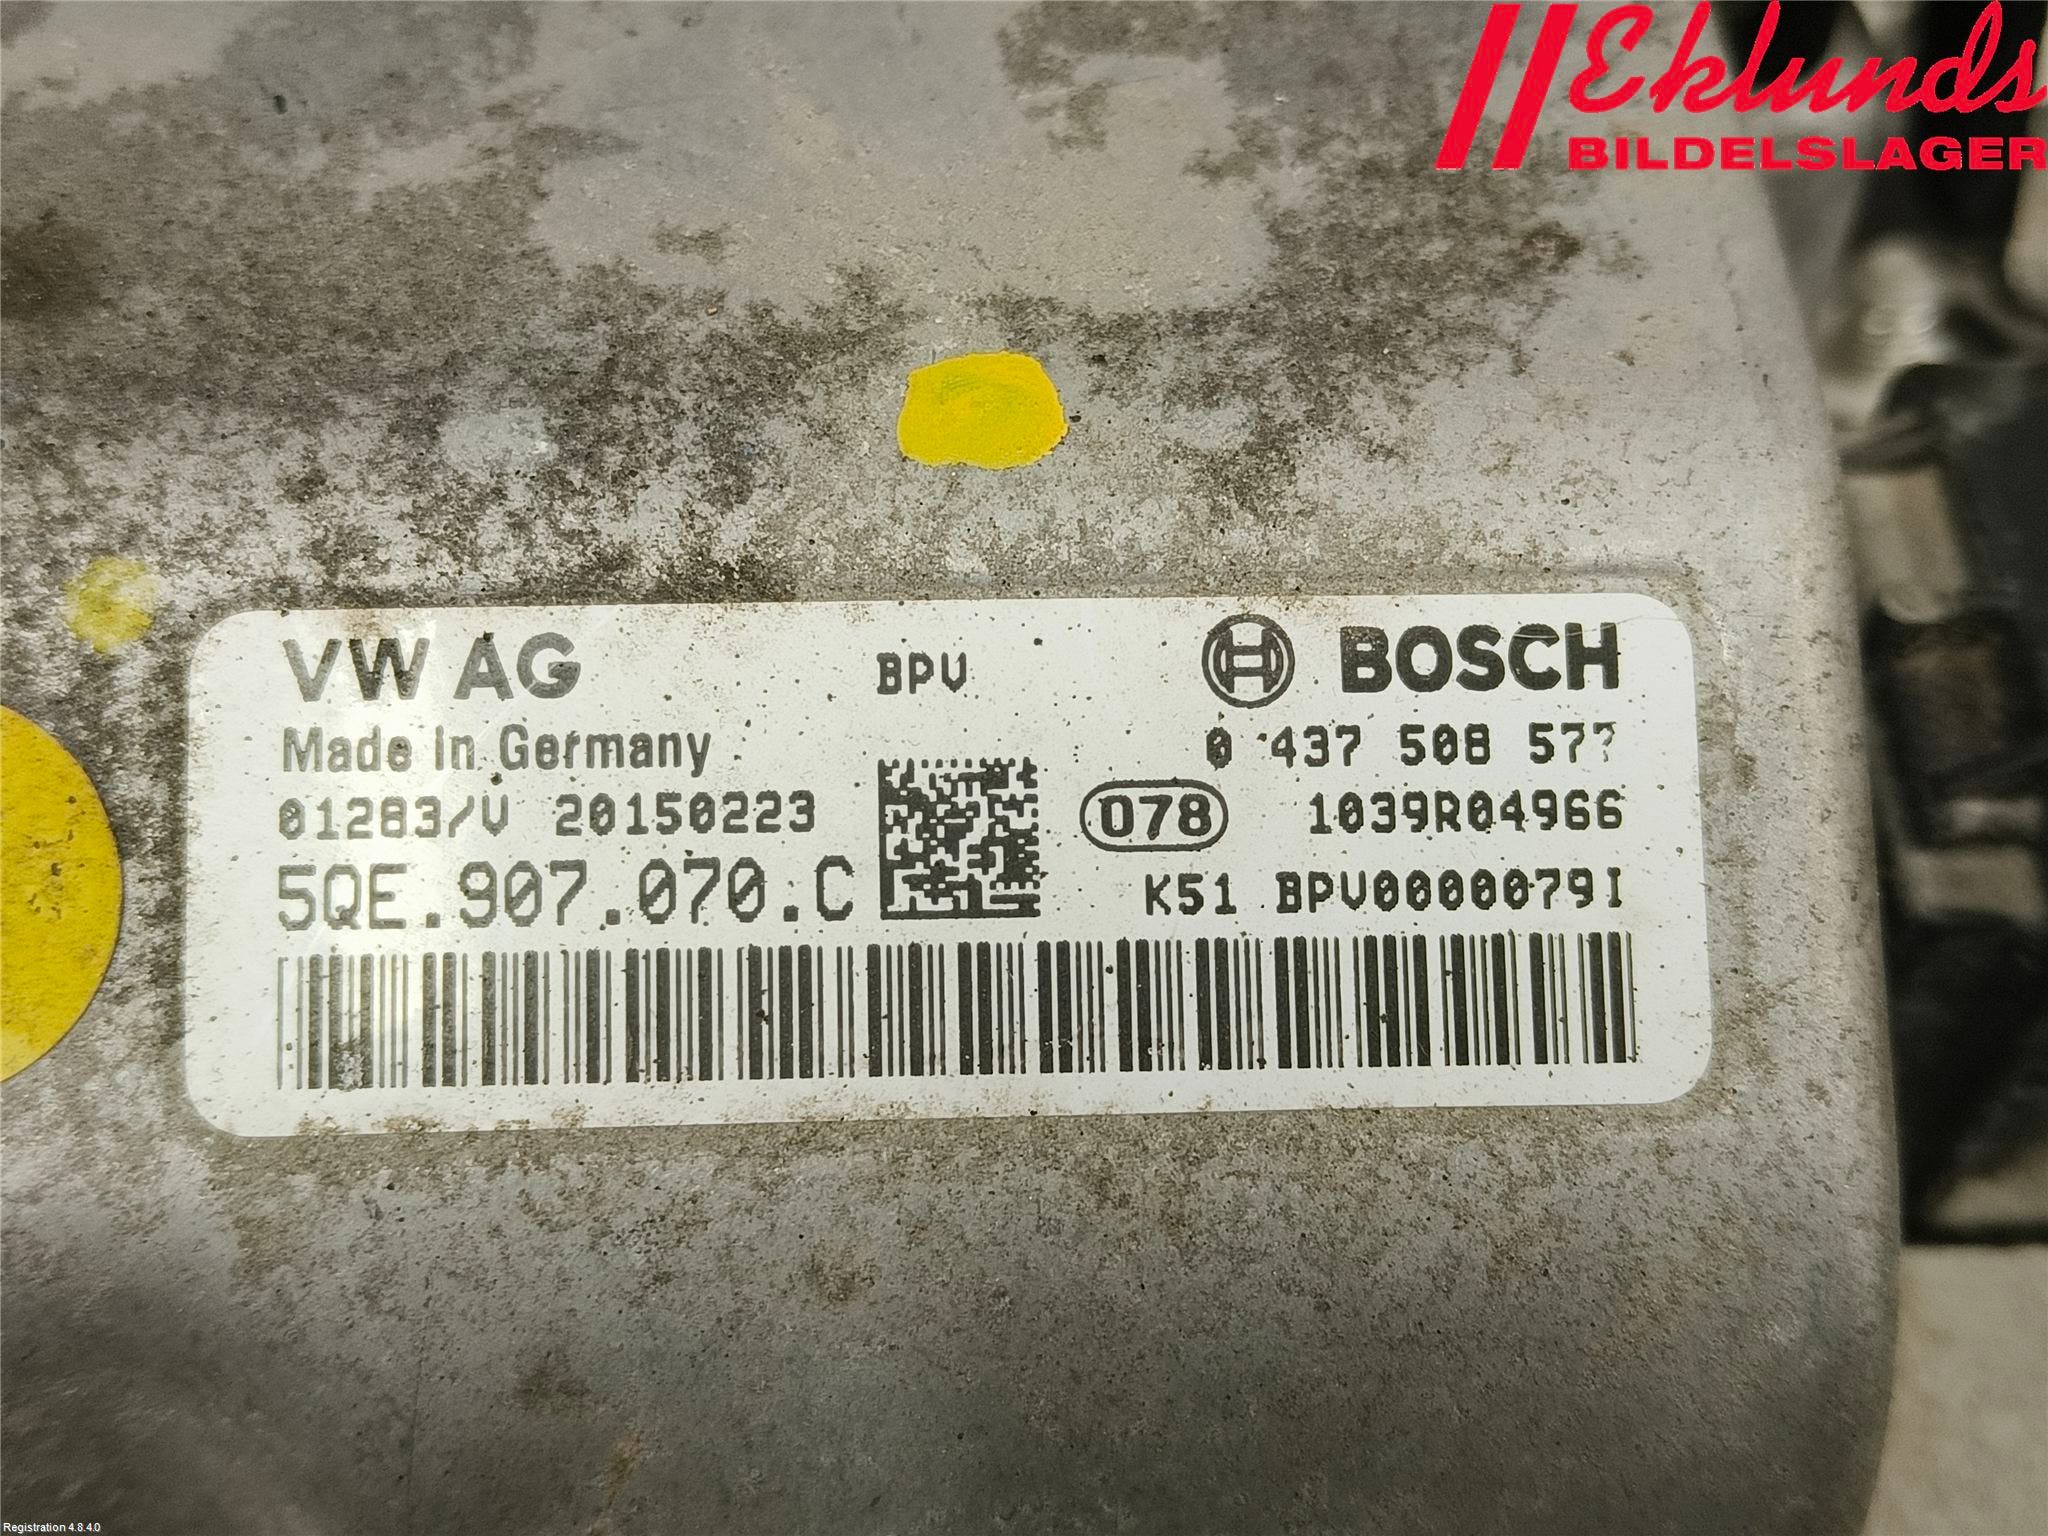 Eklunds
BILDELSLAGER
VW AG
BPV
BOSCH
Made In Germany
0 437 508 577
01283/V 20150223
078
1039R04966
5QE.907.070.C
K51 BPV0000079I
Registration 4.8.4.0